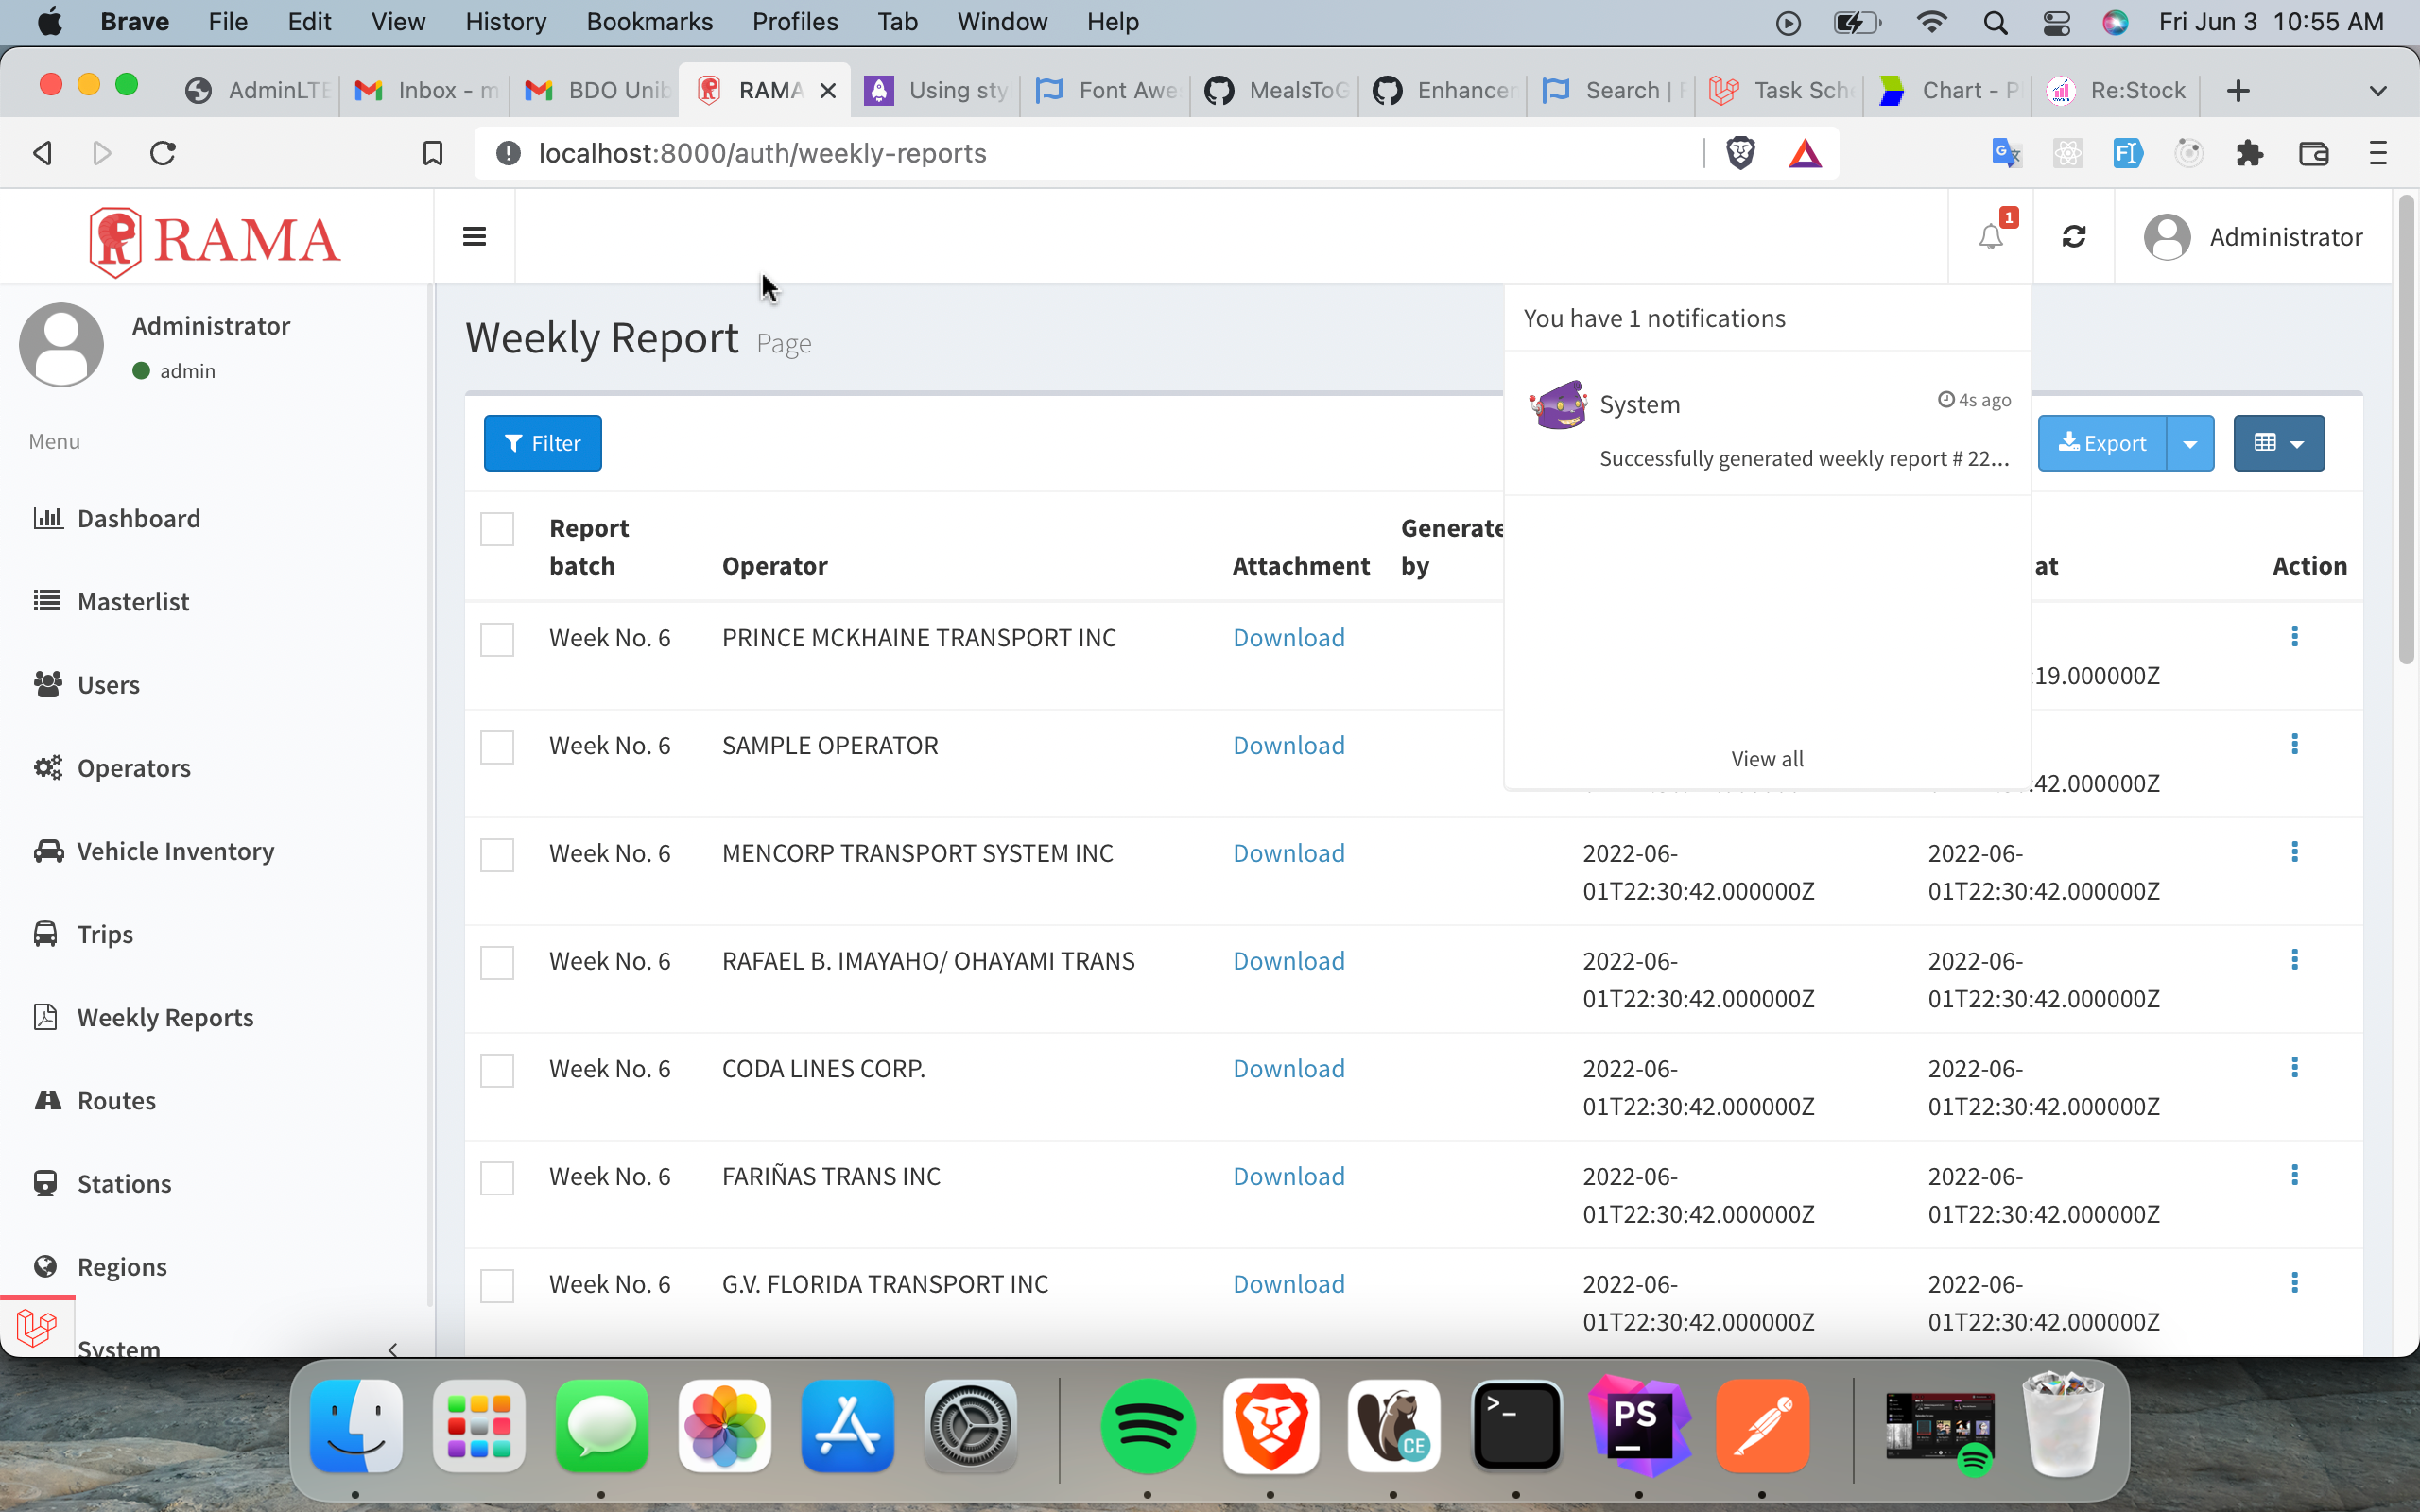 Brave File Edit View History Bookmarks Profiles Tab Window Help Fri Jun 3 10:55 AM
AdminLTE Inbox - m BDO Unib RAMA Using sty Font Awe MealsToG Enhancer Search | Task Sche Chart - P Re:Stock
localhost:8000/auth/weekly-reports
RAMA 1 Administrator
Administrator
admin
Menu
Dashboard
Masterlist
Users
Operators
Vehicle Inventory
Trips
Weekly Reports
Routes
Stations
Regions
System
Weekly Report Page
You have 1 notifications
System 4s ago
Successfully generated weekly report # 22...
View all
Filter Export
Report batch Operator Attachment Generate by at Action
Week No. 6 PRINCE MCKHAINE TRANSPORT INC Download
19.000000Z
Week No. 6 SAMPLE OPERATOR Download
:42.000000Z
Week No. 6 MENCORP TRANSPORT SYSTEM INC Download 2022-06- 2022-06-
01T22:30:42.000000Z 01T22:30:42.000000Z
Week No. 6 RAFAEL B. IMAYAHO/ OHAYAMI TRANS Download 2022-06- 2022-06-
01T22:30:42.000000Z 01T22:30:42.000000Z
Week No. 6 CODA LINES CORP. Download 2022-06- 2022-06-
01T22:30:42.000000Z 01T22:30:42.000000Z
Week No. 6 FARIÑAS TRANS INC Download 2022-06- 2022-06-
01T22:30:42.000000Z 01T22:30:42.000000Z
Week No. 6 G.V. FLORIDA TRANSPORT INC Download 2022-06- 2022-06-
01T22:30:42.000000Z 01T22:30:42.000000Z
CE
>_
PS